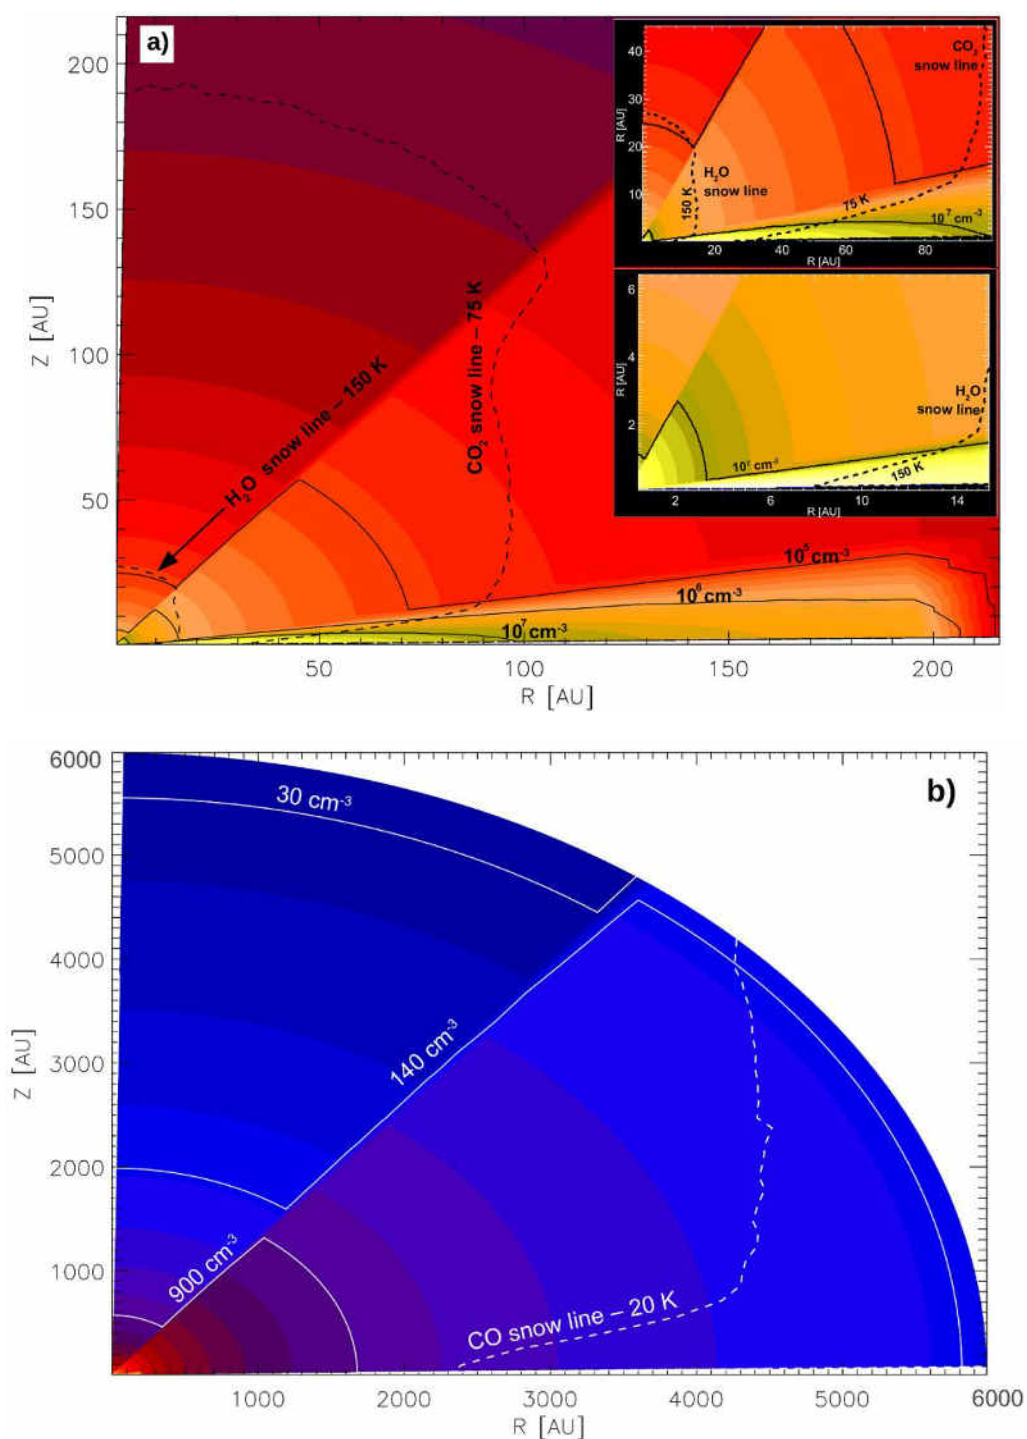 a)
200
150
100
50
Z [AU]
50
100
150
200
R [AU]
H2O snow line – 150 K
CO2 snow line – 75 K
10^5 cm^-3
10^6 cm^-3
10^7 cm^-3
40
30
20
10
R [AU]
20
40
60
80
R [AU]
CO2
snow line
H2O
snow line
150 K
75 K
10^7 cm^-3
6
4
2
R [AU]
2
6
10
14
R [AU]
H2O
snow line
10^7 cm^-3
150 K
b)
6000
5000
4000
3000
2000
1000
Z [AU]
1000
2000
3000
4000
5000
6000
R [AU]
30 cm^-3
140 cm^-3
900 cm^-3
CO snow line – 20 K